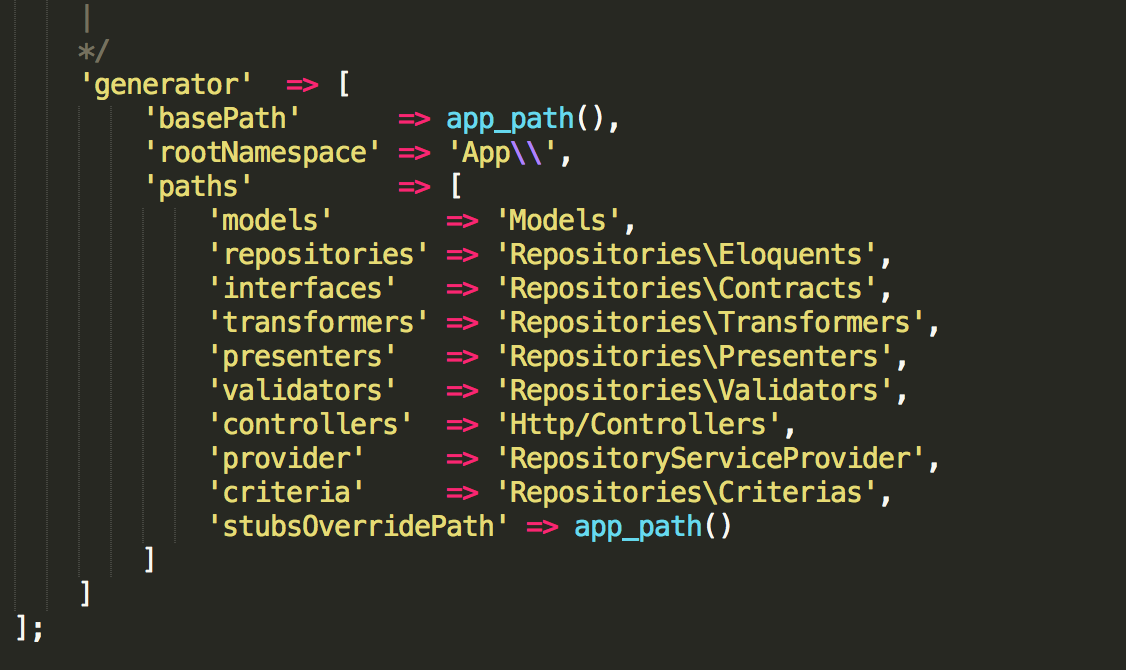 |
*/
'generator'  => [
'basePath'      => app_path(),
'rootNamespace' => 'App\\',
'paths'         => [
'models'       => 'Models',
'repositories' => 'Repositories\Eloquents',
'interfaces'   => 'Repositories\Contracts',
'transformers' => 'Repositories\Transformers',
'presenters'   => 'Repositories\Presenters',
'validators'   => 'Repositories\Validators',
'controllers'  => 'Http/Controllers',
'provider'     => 'RepositoryServiceProvider',
'criteria'     => 'Repositories\Criterias',
'stubsOverridePath' => app_path()
]
]
];